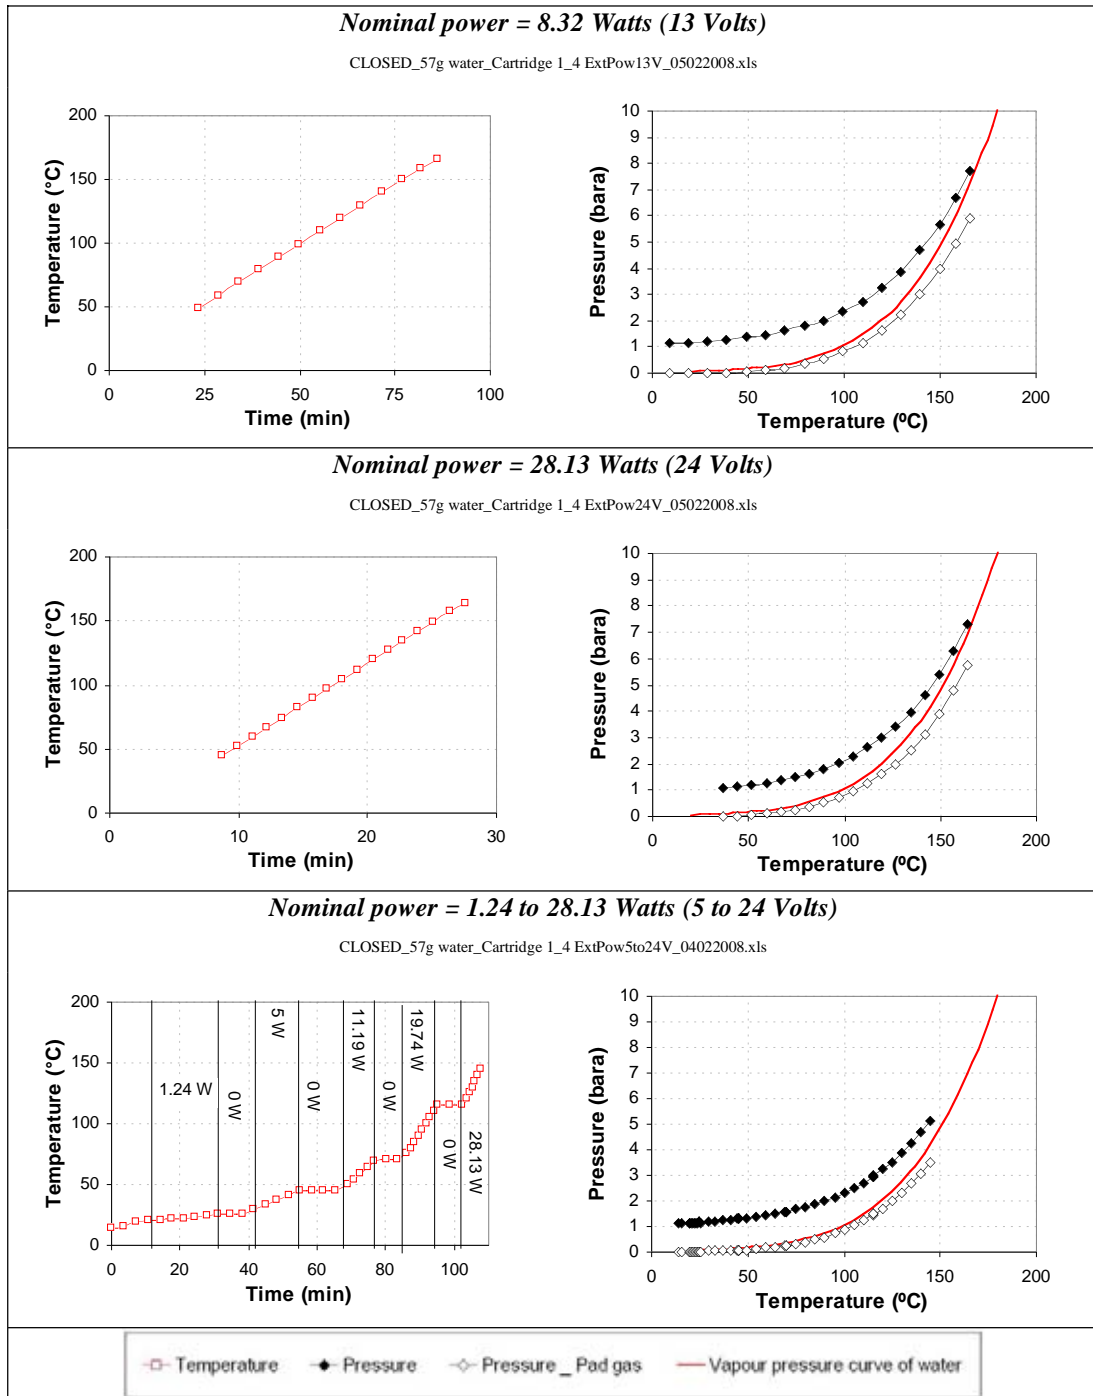 Nominal power = 8.32 Watts (13 Volts)
CLOSED_57g water_Cartridge 1_4 ExtPow13V_05022008.xls
200
150
100
50
0
Temperature (°C)
0 25 50 75 100
Time (min)
10
9
8
7
6
5
4
3
2
1
0
Pressure (bara)
0 50 100 150 200
Temperature (ºC)
Nominal power = 28.13 Watts (24 Volts)
CLOSED_57g water_Cartridge 1_4 ExtPow24V_05022008.xls
200
150
100
50
0
Temperature (°C)
0 10 20 30
Time (min)
10
9
8
7
6
5
4
3
2
1
0
Pressure (bara)
0 50 100 150 200
Temperature (ºC)
Nominal power = 1.24 to 28.13 Watts (5 to 24 Volts)
CLOSED_57g water_Cartridge 1_4 ExtPow5to24V_04022008.xls
200
150
100
50
0
Temperature (°C)
1.24 W
0 W
5 W
0 W
11.19 W
0 W
19.74 W
0 W
28.13 W
0 20 40 60 80 100
Time (min)
10
9
8
7
6
5
4
3
2
1
0
Pressure (bara)
0 50 100 150 200
Temperature (ºC)
Temperature Pressure Pressure _ Pad gas Vapour pressure curve of water